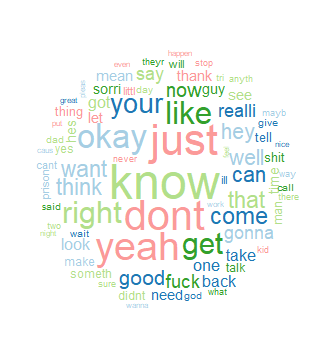 happen
even theyr stop
mean say will thank tri anyth
sorri littl day now guy see mayb
great got your like realli give
thing let hey tell nice
put dad hes okay just well shit
yes want can ill call way
cant think know that time there
prison right dont come man
said two look yeah get gonna
right wait take kid
make good one talk
someth fuck back
sure didnt need god what
wanna work never